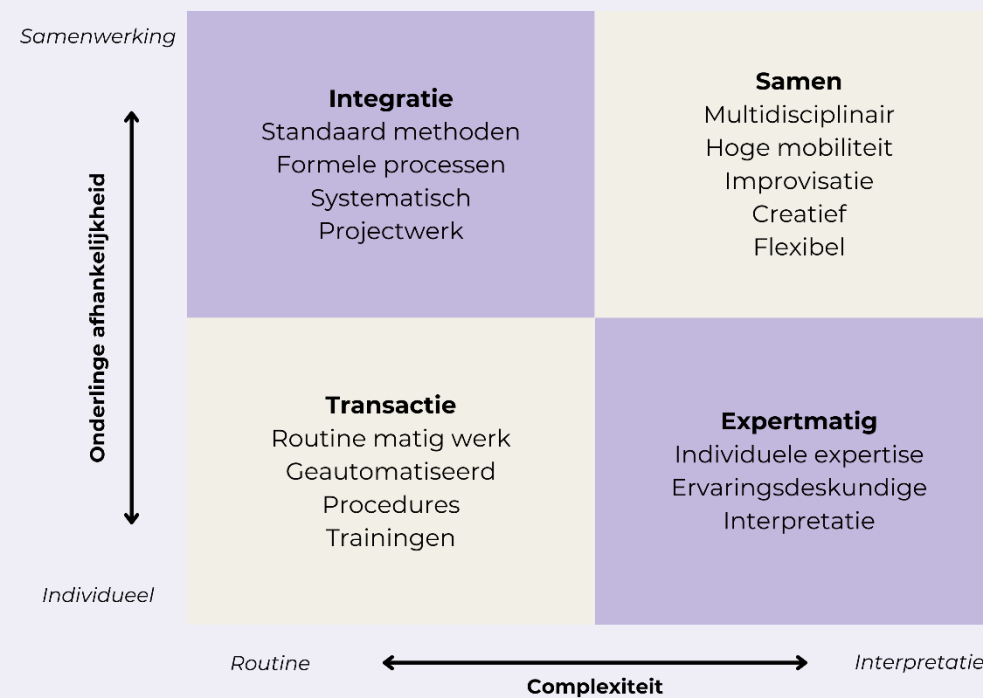 Samenwerking
Onderlinge afhankelijkheid
Individueel
Integratie
Standaard methoden
Formele processen
Systematisch
Projectwerk
Samen
Multidisciplinair
Hoge mobiliteit
Improvisatie
Creatief
Flexibel
Transactie
Routine matig werk
Geautomatiseerd
Procedures
Trainingen
Expertmatig
Individuele expertise
Ervaringsdeskundige
Interpretatie
Routine
Interpretatie
Complexiteit